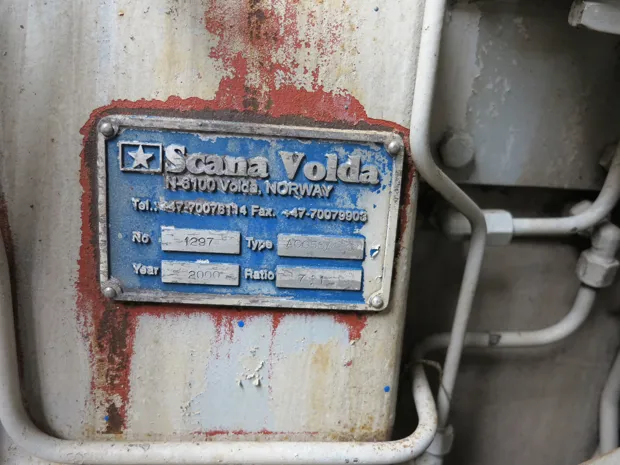 Scana Volda
N-6100 Volda, NORWAY
Tel.: +47-70078114 Fax. +47-70079903
No 1297 Type
Year 2000 Ratio